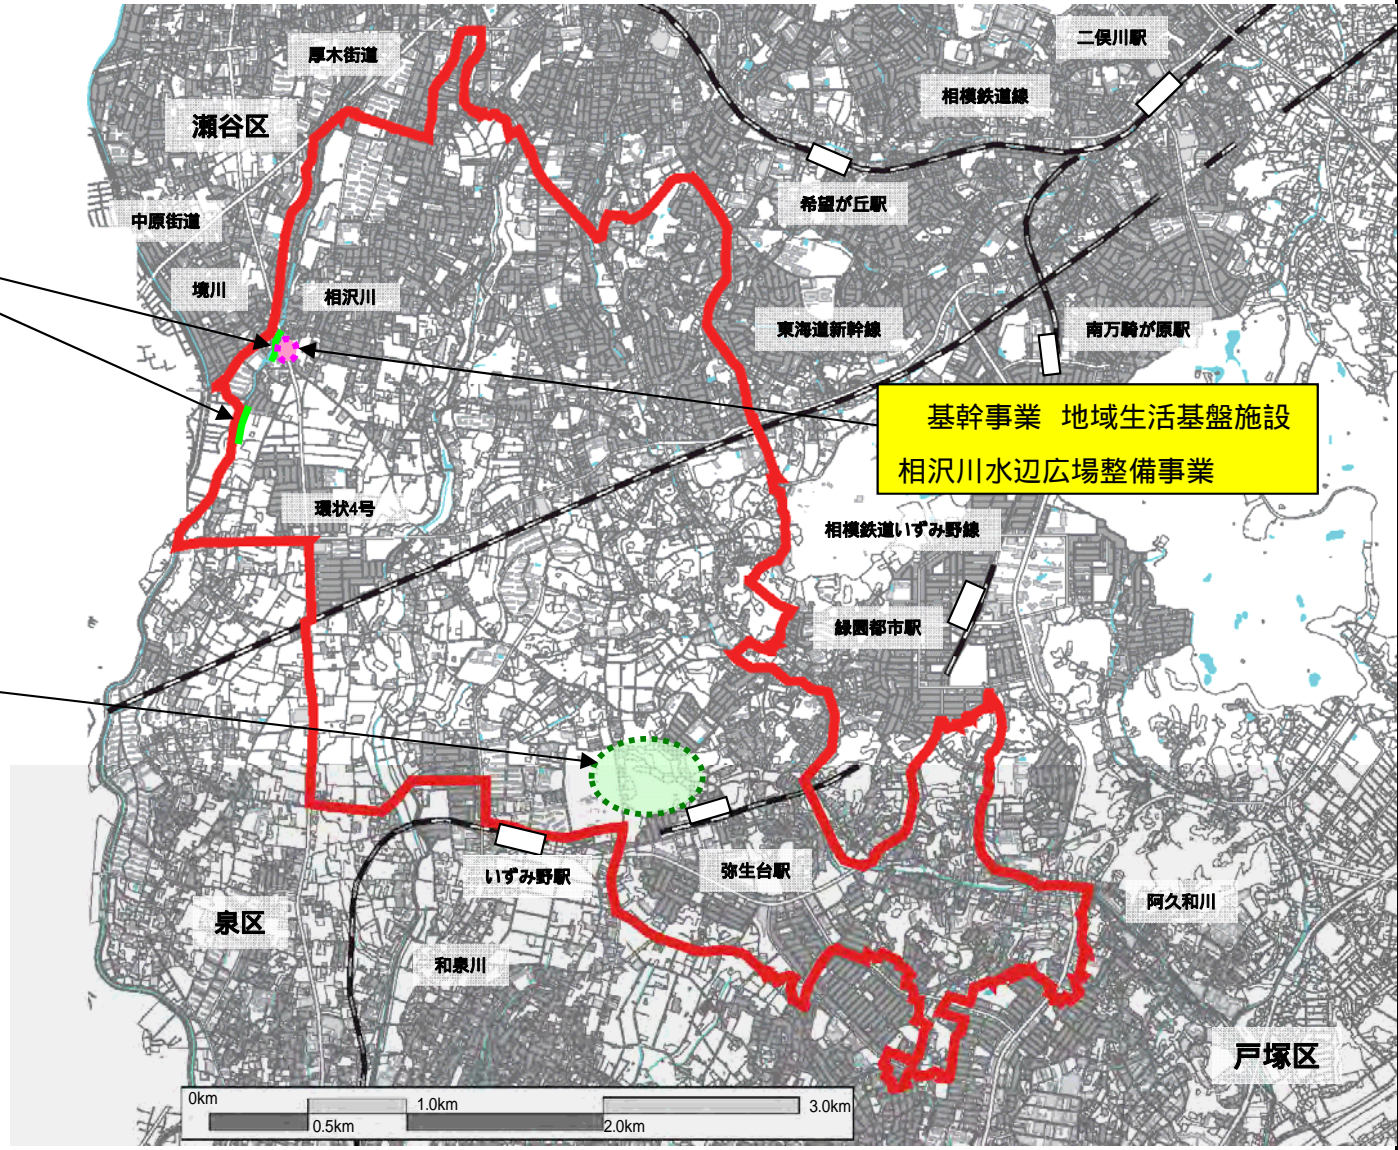 二俣川駅
厚木街道
相模鉄道線
瀬谷区
希望が丘駅
中原街道
境川
相沢川
東海道新幹線
南万騎が原駅
基幹事業 地域生活基盤施設
相沢川水辺広場整備事業
環状4号
相模鉄道いずみ野線
緑園都市駅
いずみ野駅
弥生台駅
阿久和川
泉区
和泉川
戸塚区
0km
1.0km
3.0km
0.5km
2.0km